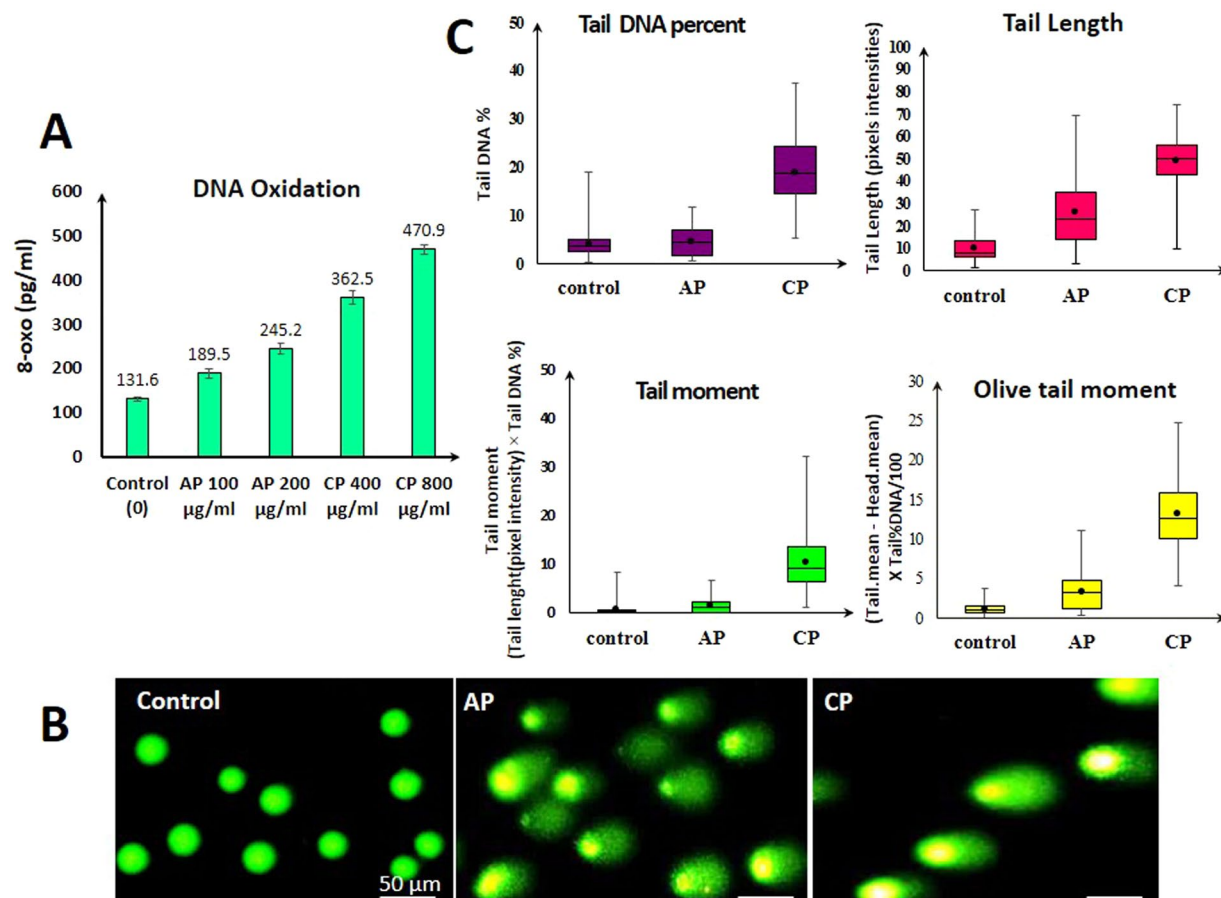 A
DNA Oxidation
8-oxo (pg/ml)
600
500
400
300
200
100
0
131.6
189.5
245.2
362.5
470.9
Control
(0)
AP 100
µg/ml
AP 200
µg/ml
CP 400
µg/ml
CP 800
µg/ml
C
Tail DNA percent
Tail DNA %
50
40
30
20
10
0
control
AP
CP
Tail Length
Tail Length (pixels intensities)
100
90
80
70
60
50
40
30
20
10
0
control
AP
CP
Tail moment
Tail moment
(Tail lenght(pixel intensity) × Tail DNA %)
50
40
30
20
10
0
control
AP
CP
Olive tail moment
(Tail.mean - Head.mean)
X Tail%DNA/100
30
25
20
15
10
5
0
control
AP
CP
B
Control
50 µm
AP
CP